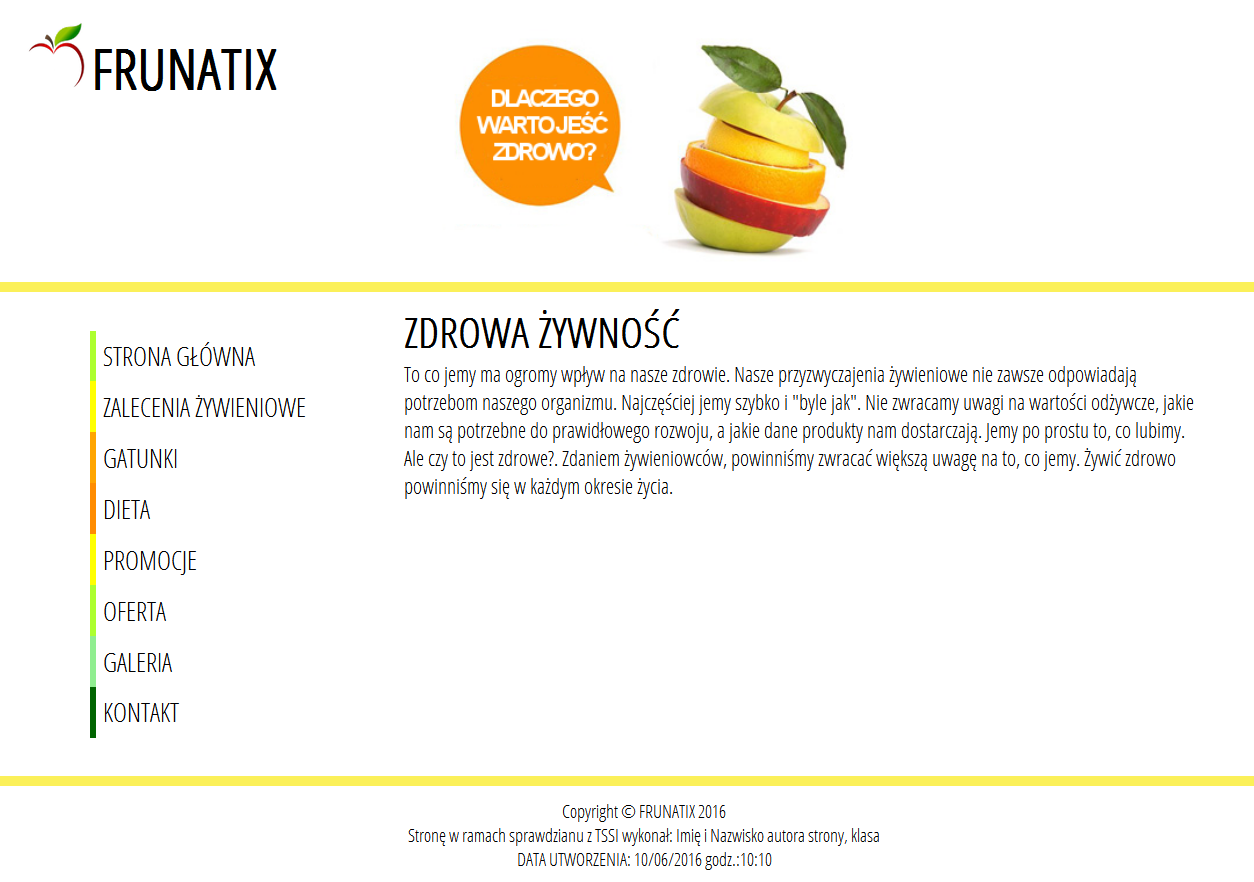 FRUNATIX
DLACZEGO
WARTO JEŚĆ
ZDROWO?
STRONA GŁÓWNA
ZALECENIA ŻYWIENIOWE
GATUNKI
DIETA
PROMOCJE
OFERTA
GALERIA
KONTAKT
ZDROWA ŻYWNOŚĆ
To co jemy ma ogromy wpływ na nasze zdrowie. Nasze przyzwyczajenia żywieniowe nie zawsze odpowiadają
potrzebom naszego organizmu. Najczęściej jemy szybko i "byle jak". Nie zwracamy uwagi na wartości odżywcze, jakie
nam są potrzebne do prawidłowego rozwoju, a jakie dane produkty nam dostarczają. Jemy po prostu to, co lubimy.
Ale czy to jest zdrowe?. Zdaniem żywieniowców, powinniśmy zwracać większą uwagę na to, co jemy. Żywić zdrowo
powinniśmy się w każdym okresie życia.
Copyright © FRUNATIX 2016
Stronę w ramach sprawdzianu z TSSI wykonał: Imię i Nazwisko autora strony, klasa
DATA UTWORZENIA: 10/06/2016 godz.:10:10